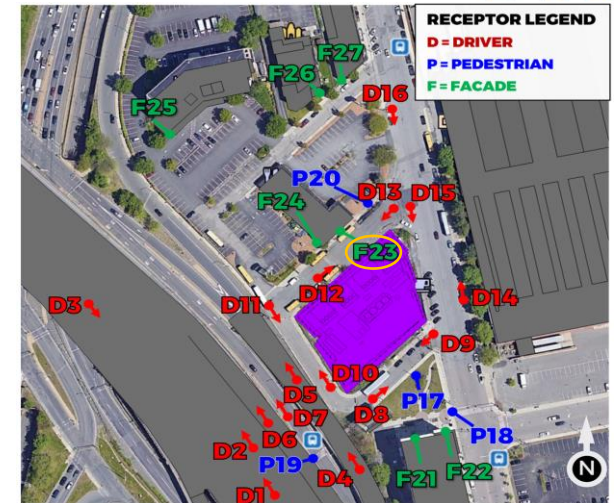 RECEPTOR LEGEND
D = DRIVER
P = PEDESTRIAN
F = FACADE
F27
F26
D16
F25
P20
D13
D15
F24
F23
D12
D3
D11
D14
D9
D10
D5
D8
P17
D7
D6
P18
D2
P19
D4
F21
F22
D1
N